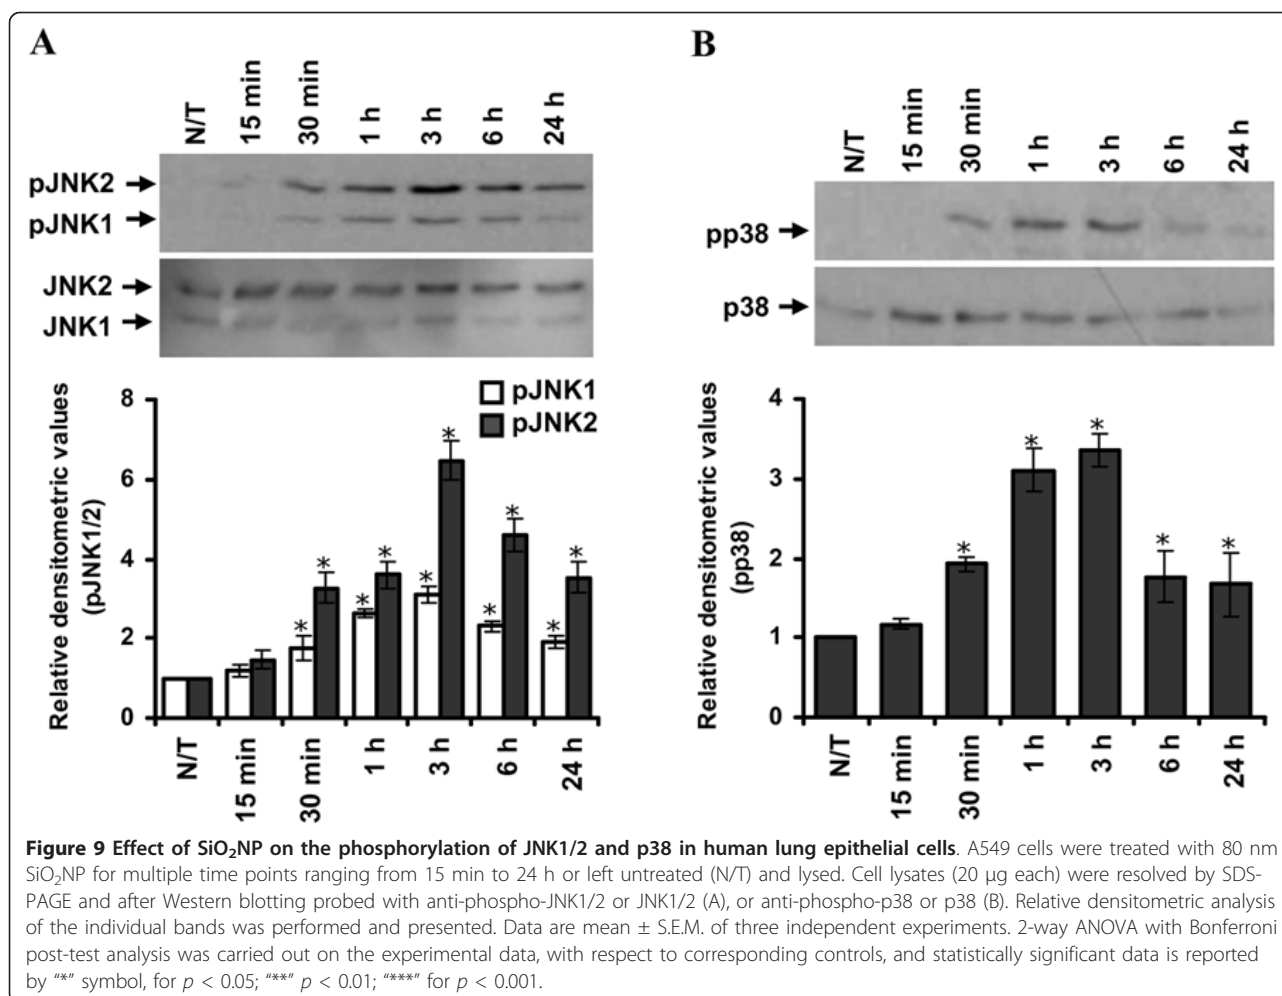 A
N/T 15 min 30 min 1 h 3 h 6 h 24 h
pJNK2
pJNK1
JNK2
JNK1
Relative densitometric values
(pJNK1/2)
8
6
4
2
0
pJNK1
pJNK2
* * * * * * * * * *
N/T 15 min 30 min 1 h 3 h 6 h 24 h
B
N/T 15 min 30 min 1 h 3 h 6 h 24 h
pp38
p38
Relative densitometric values
(pp38)
4
3
2
1
0
* * * * *
N/T 15 min 30 min 1 h 3 h 6 h 24 h
Figure 9 Effect of SiO₂NP on the phosphorylation of JNK1/2 and p38 in human lung epithelial cells. A549 cells were treated with 80 nm
SiO₂NP for multiple time points ranging from 15 min to 24 h or left untreated (N/T) and lysed. Cell lysates (20 μg each) were resolved by SDS-
PAGE and after Western blotting probed with anti-phospho-JNK1/2 or JNK1/2 (A), or anti-phospho-p38 or p38 (B). Relative densitometric analysis
of the individual bands was performed and presented. Data are mean ± S.E.M. of three independent experiments. 2-way ANOVA with Bonferroni
post-test analysis was carried out on the experimental data, with respect to corresponding controls, and statistically significant data is reported
by “*” symbol, for p < 0.05; “**” p < 0.01; “***” for p < 0.001.